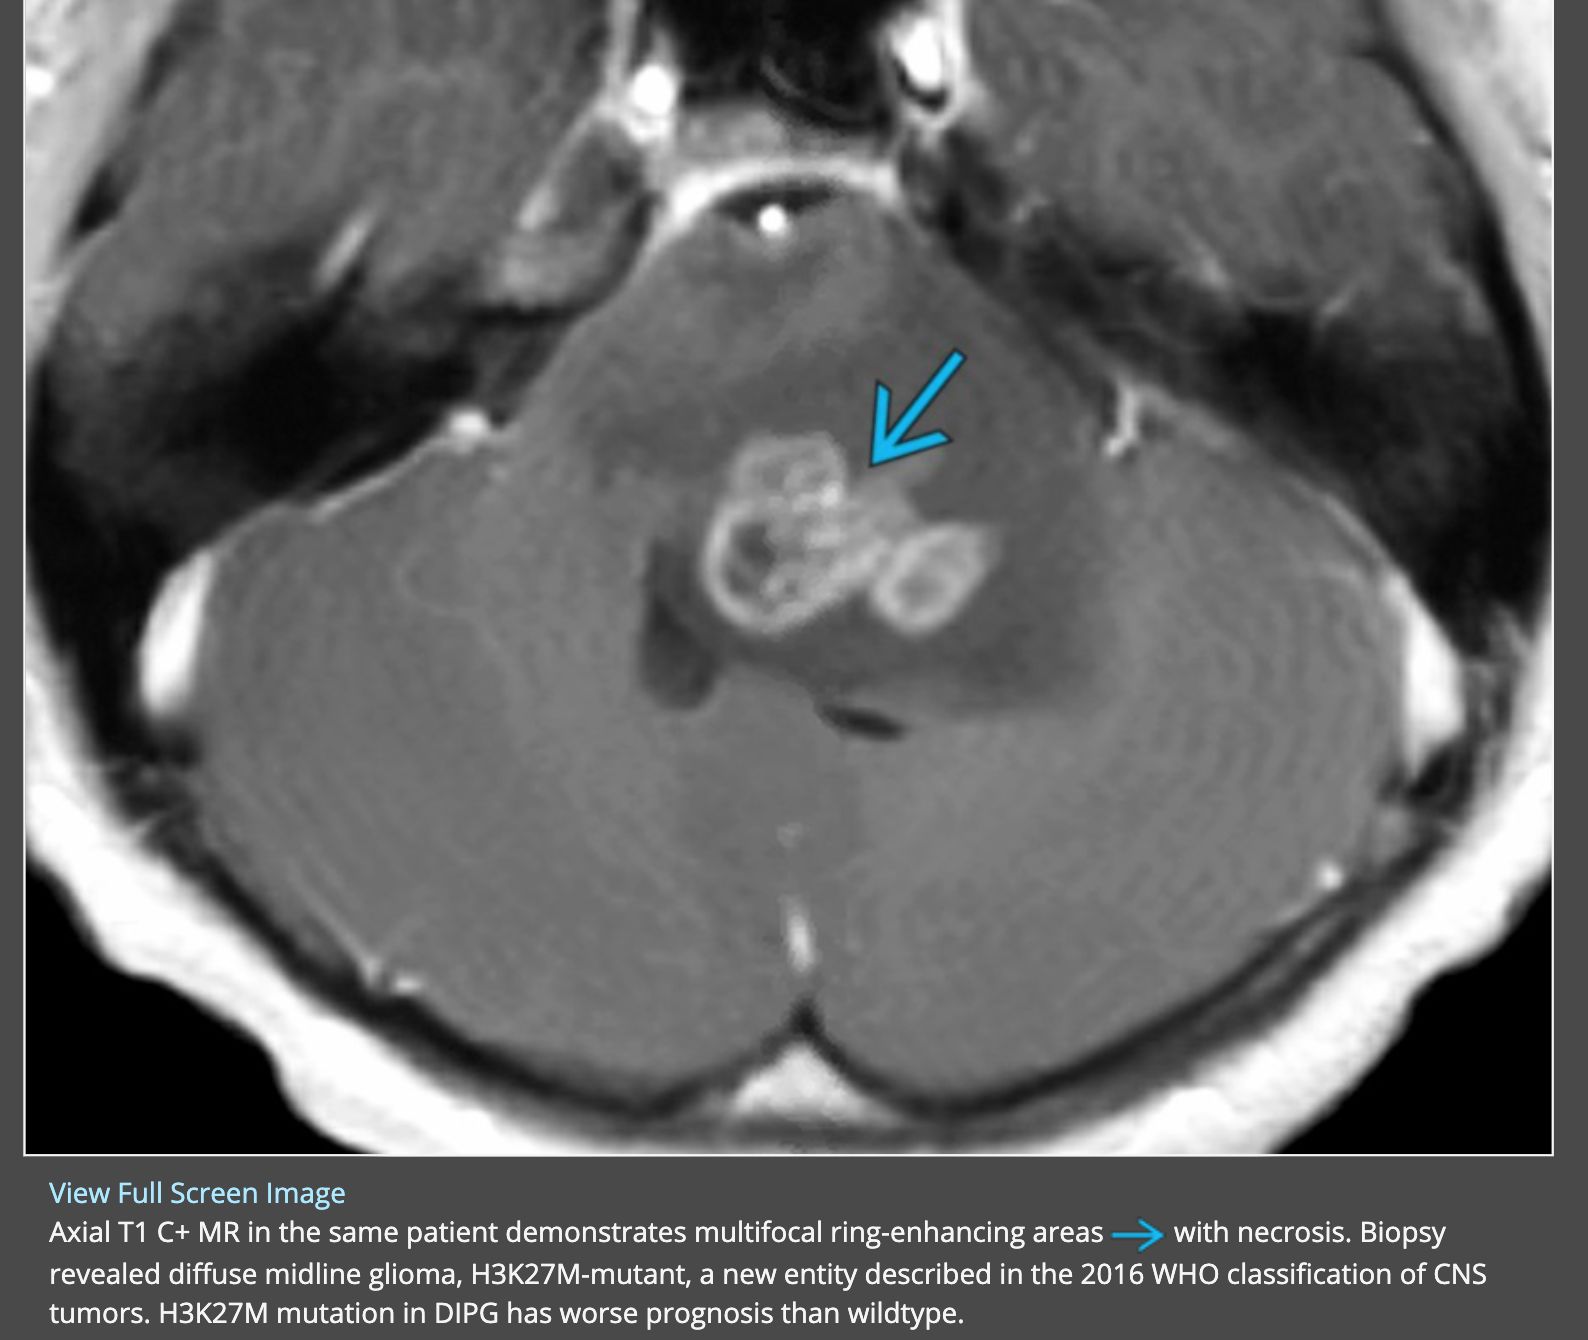 View Full Screen Image
Axial T1 C+ MR in the same patient demonstrates multifocal ring-enhancing areas → with necrosis. Biopsy
revealed diffuse midline glioma, H3K27M-mutant, a new entity described in the 2016 WHO classification of CNS
tumors. H3K27M mutation in DIPG has worse prognosis than wildtype.